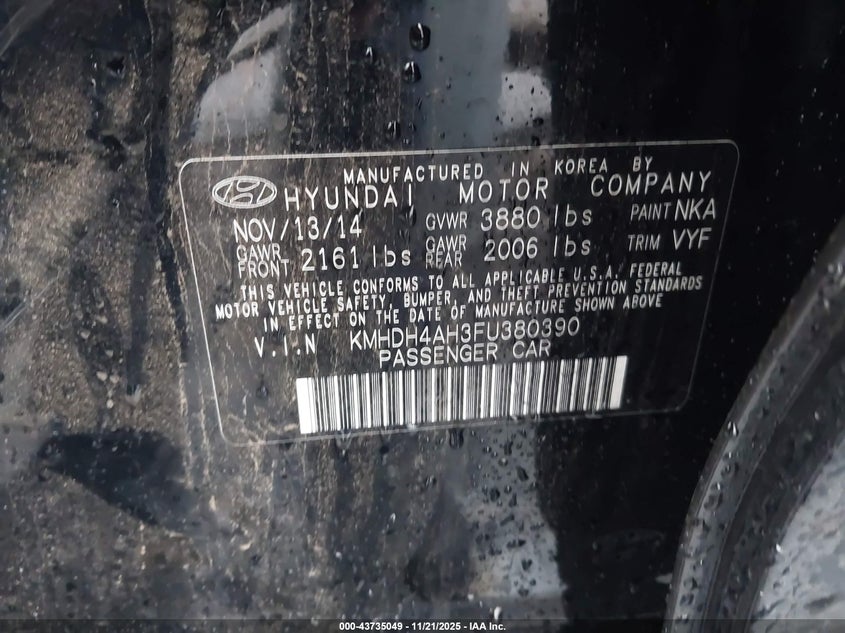 MANUFACTURED IN KOREA BY
HYUNDAI MOTOR COMPANY
NOV/13/14 GVWR 3880 lbs PAINT NKA
GAWR FRONT 2161 lbs GAWR REAR 2006 lbs TRIM VYF
THIS VEHICLE CONFORMS TO ALL APPLICABLE U.S.A. FEDERAL
MOTOR VEHICLE SAFETY, BUMPER, AND THEFT PREVENTION STANDARDS
IN EFFECT ON THE DATE OF MANUFACTURE SHOWN ABOVE
V.I.N KMHDH4AH3FU380390
PASSENGER CAR
000-43735049 - 11/21/2025 - IAA Inc.